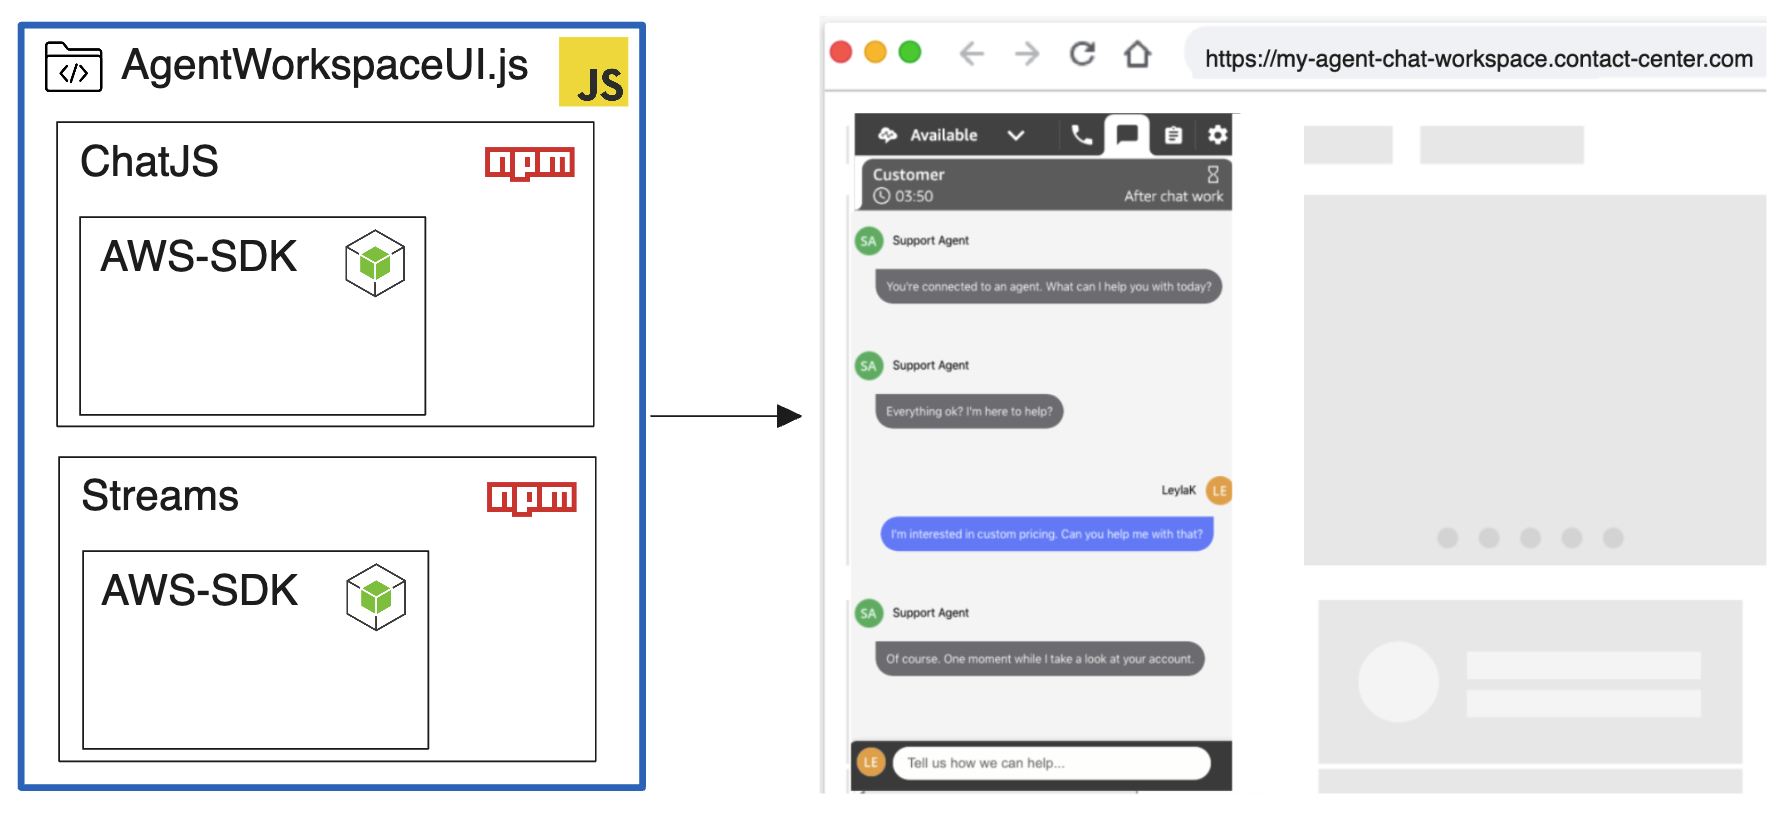 AgentWorkspaceUI.js
JS
ChatJS
npm
AWS-SDK
Streams
npm
AWS-SDK
https://my-agent-chat-workspace.contact-center.com
Available
Customer
03:50
After chat work
SA
Support Agent
You're connected to an agent. What can I help you with today?
SA
Support Agent
Everything ok? I'm here to help?
LeylaK
LE
I'm interested in custom pricing. Can you help me with that?
SA
Support Agent
Of course. One moment while I take a look at your account.
LE
Tell us how we can help...